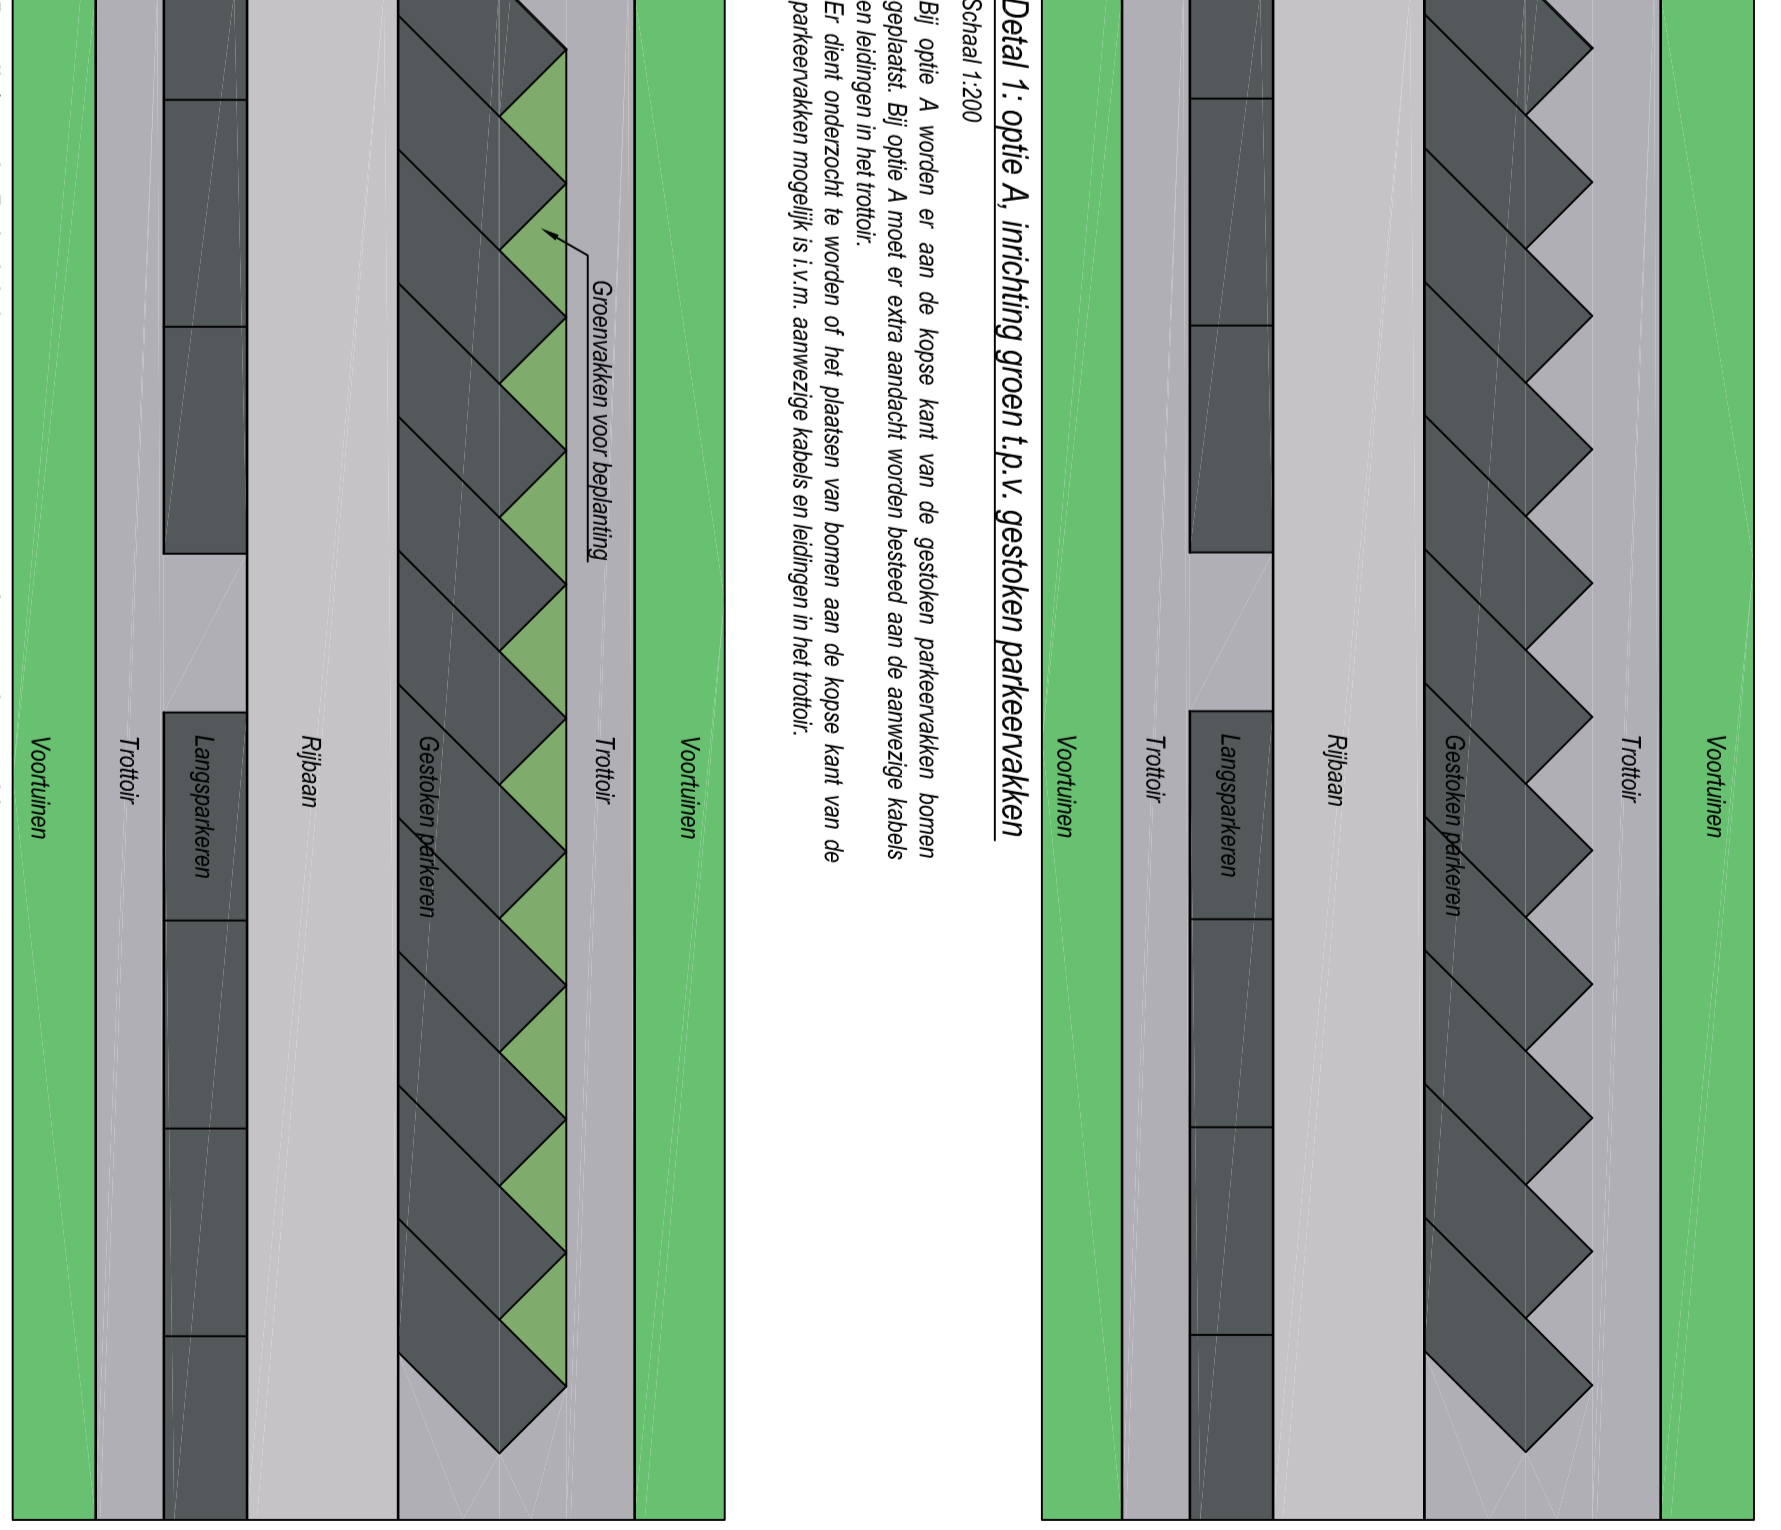 Voortuinen
Trottoir
Gestoken parkeren
Rijbaan
Langsparkeren
Trottoir
Voortuinen
Detal 1: optie A, inrichting groen t.p.v. gestoken parkeervakken
Schaal 1:200
Bij optie A worden er aan de kopse kant van de gestoken parkeervakken bomen
geplaatst. Bij optie A moet er extra aandacht worden besteed aan de aanwezige kabels
en leidingen in het trottoir.
Er dient onderzocht te worden of het plaatsen van bomen aan de kopse kant van de
parkeervakken mogelijk is i.v.m. aanwezige kabels en leidingen in het trottoir.
Voortuinen
Trottoir
Groenvakken voor beplanting
Gestoken parkeren
Rijbaan
Langsparkeren
Trottoir
Voortuinen